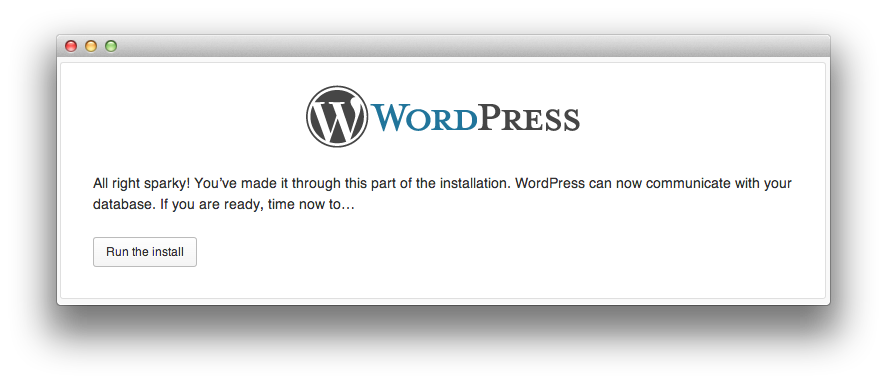 WORDPRESS
All right sparky! You’ve made it through this part of the installation. WordPress can now communicate with your
database. If you are ready, time now to…
Run the install